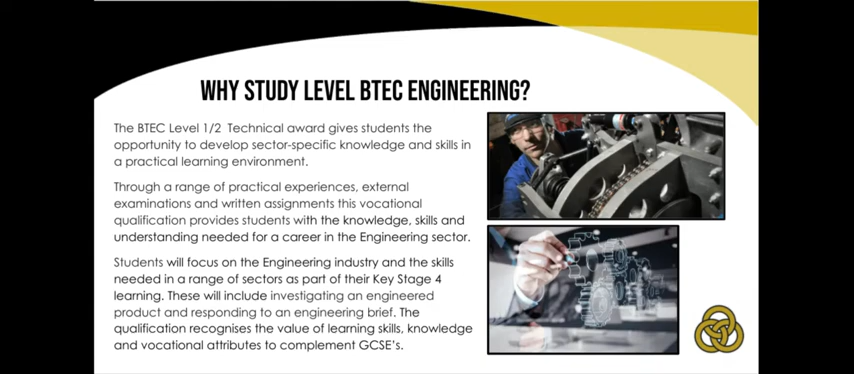 WHY STUDY LEVEL BTEC ENGINEERING?
The BTEC Level 1/2 Technical award gives students the
opportunity to develop sector-specific knowledge and skills in
a practical learning environment.
Through a range of practical experiences, external
examinations and written assignments this vocational
qualification provides students with the knowledge, skills and
understanding needed for a career in the Engineering sector.
Students will focus on the Engineering industry and the skills
needed in a range of sectors as part of their Key Stage 4
learning. These will include investigating an engineered
product and responding to an engineering brief. The
qualification recognises the value of learning skills, knowledge
and vocational attributes to complement GCSE's.